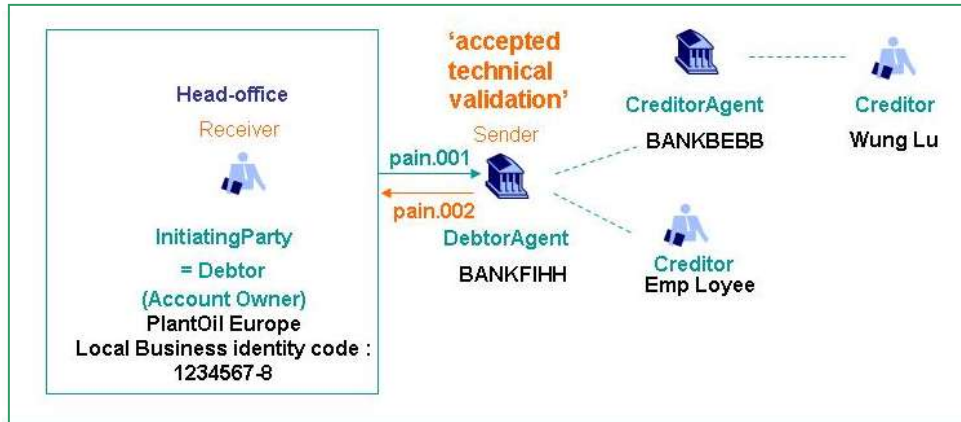 Head-office
Receiver
InitiatingParty
= Debtor
(Account Owner)
PlantOil Europe
Local Business identity code :
1234567-8
pain.001
pain.002
‘accepted
technical
validation’
Sender
DebtorAgent
BANKFIHH
CreditorAgent
BANKBEBB
Creditor
Wung Lu
Creditor
Emp Loyee